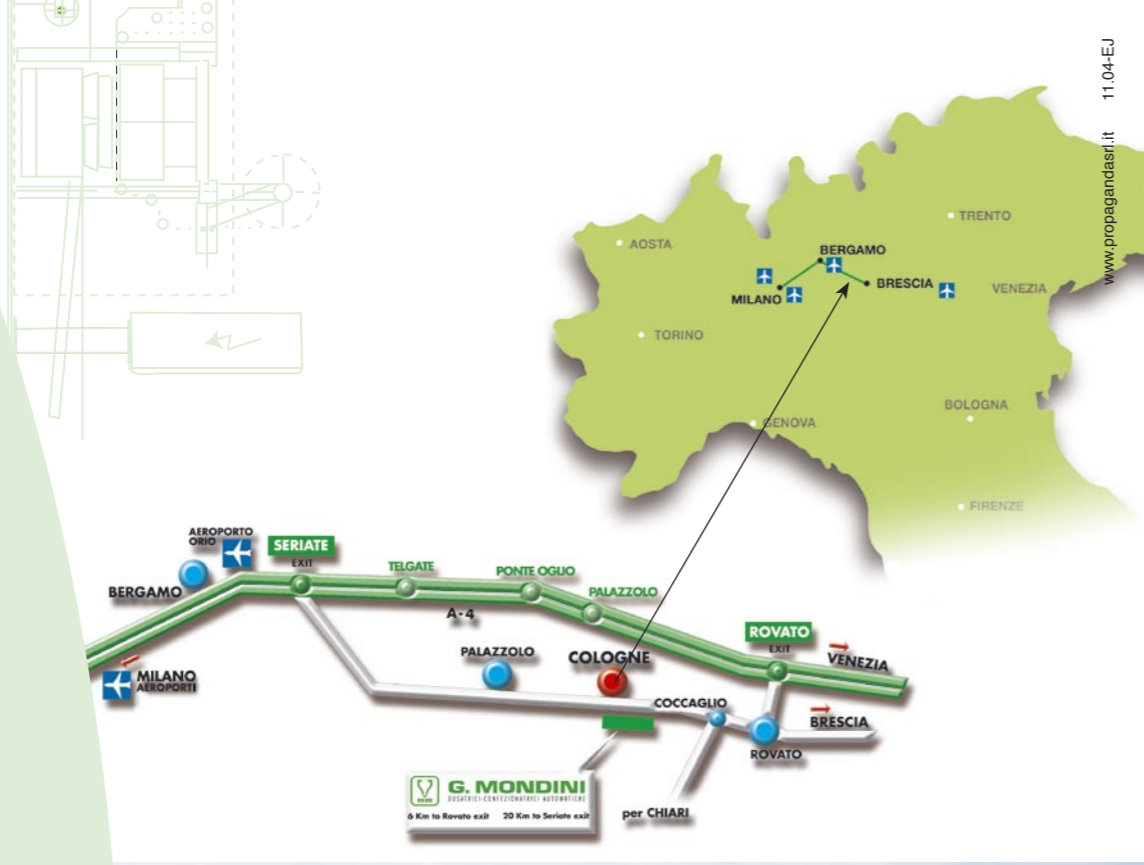 www.propagandasrl.it 11.04-EJ
TRENTO
AOSTA
BERGAMO
BRESCIA
VENEZIA
MILANO
TORINO
BOLOGNA
GENOVA
FIRENZE
AEROPORTO
ORIO
SERIATE
EXIT
TELGATE
PONTE OGLIO
PALAZZOLO
BERGAMO
A-4
ROVATO
EXIT
VENEZIA
PALAZZOLO
COLOGNE
MILANO
AEROPORTI
COCCAGLIO
BRESCIA
ROVATO
G. MONDINI
DOSATRICI-CONFEZIONATRICI AUTOMATICHE
6 Km to Rovato exit 20 Km to Seriate exit
per CHIARI